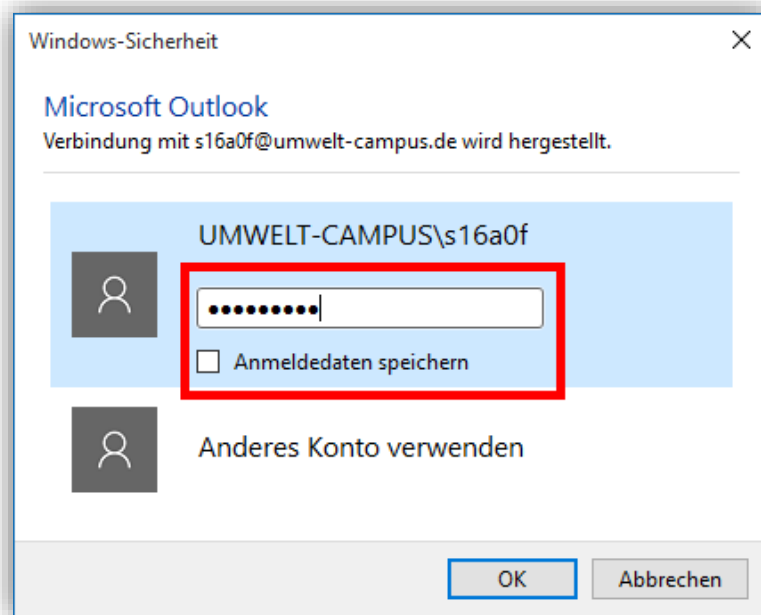 Windows-Sicherheit
Microsoft Outlook
Verbindung mit s16a0f@umwelt-campus.de wird hergestellt.
UMWELT-CAMPUS\s16a0f
●●●●●●●●●
Anmeldedaten speichern
Anderes Konto verwenden
OK Abbrechen